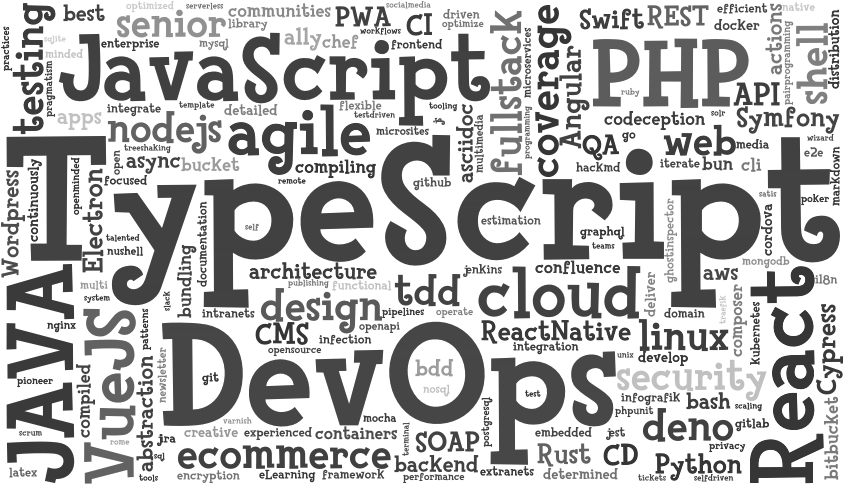 practices
best
optimized
serverless
senior
communities
library
PWA
socialmedia
workflows
CI
driven
optimize
Swift
REST
efficient
docker
native
actions
pairprogramming
shell
distribution
sqlite
minded
pragmatism
testing
enterprise
mysql
ally
chef
frontend
fullstack
microservices
programming
coverage
Angular
JavaScript
PHP
ruby
API
integrate
template
detailed
flexible
testdriven
tooling
apps
nodejs
agile
microsites
asciidoc
multimedia
codeception
solr
Symfony
treeshaking
async
bucket
compiling
open
focused
remote
github
QA
go
hackmd
web
media
iterate
bun
cli
wizard
e2e
markdown
Wordpress
continuously
openminded
Electron
TypeScript
self
estimation
graphql
teams
ghostinspector
satis
poker
cordova
talented
nushell
documentation
bundling
architecture
jenkins
confluence
aws
mongodb
i18n
multi
system
slack
publishing
functional
tdd
cloud
deliver
traefik
composer
kubernetes
JAVA
nginx
VueJS
patterns
intranets
design
pipelines
operate
domain
openapi
CMS
infection
opensource
ReactNative
integration
linux
unix
develop
React
Cypress
pioneer
compiled
abstraction
newsletter
git
DevOps
bdd
nosql
test
security
infografik
phpunit
bash
scaling
varnish
mocha
postgresql
scrum
rome
jra
sql
creative
experienced
containers
terminal
SOAP
embedded
jest
deno
gitlab
privacy
bitbucket
latex
tools
ecommerce
encryption
eLearning
framework
backend
performance
extranets
Rust
determined
CD
Python
tickets
selfdriven